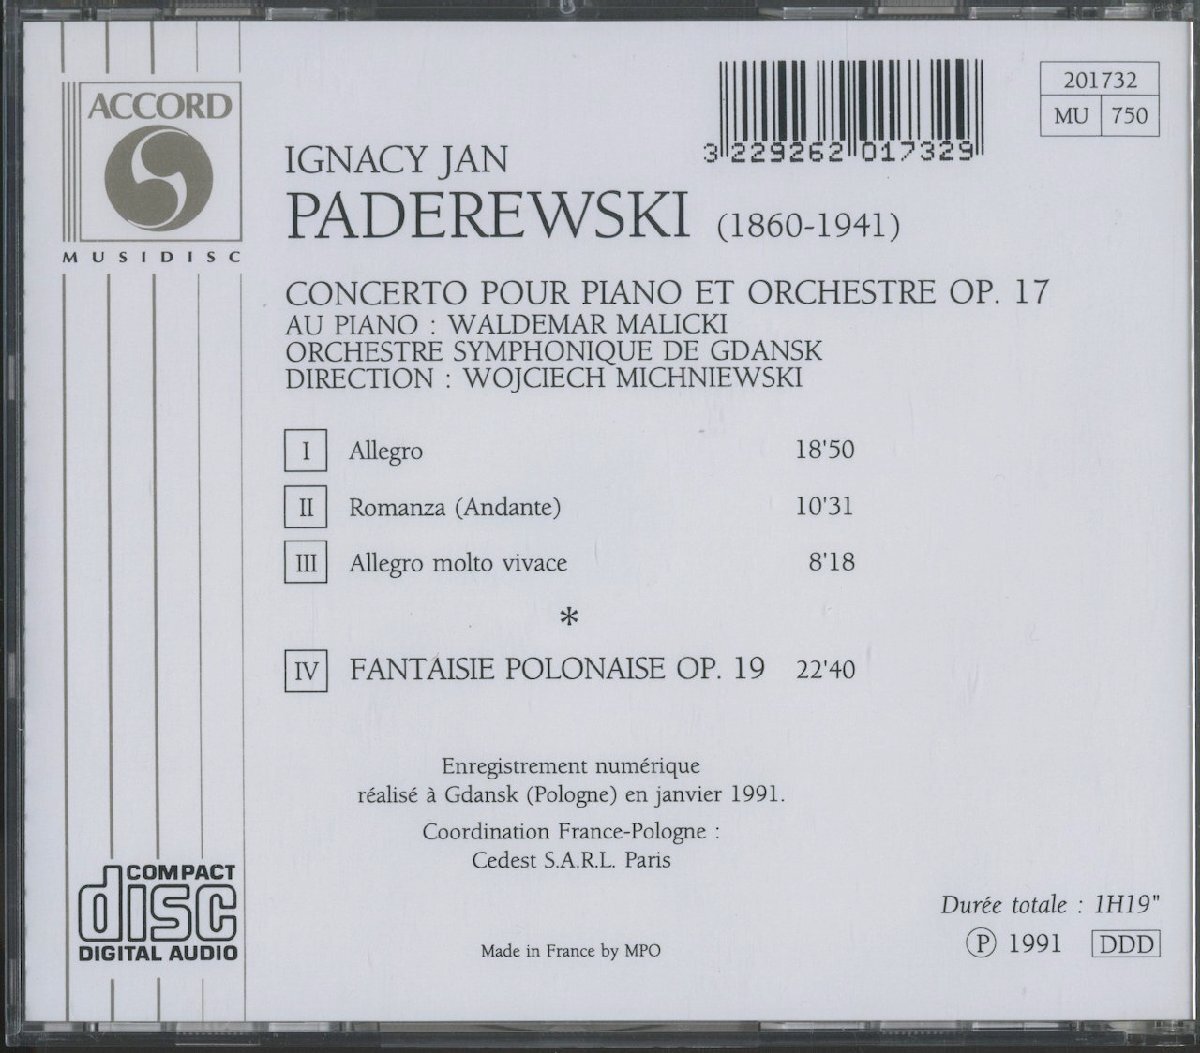 ACCORD
MUSIDISC
3 229262 017329
201732
MU 750
IGNACY JAN
PADEREWSKI (1860-1941)
CONCERTO POUR PIANO ET ORCHESTRE OP. 17
AU PIANO : WALDEMAR MALICKI
ORCHESTRE SYMPHONIQUE DE GDANSK
DIRECTION : WOJCIECH MICHNIEWSKI
I Allegro 18'50
II Romanza (Andante) 10'31
III Allegro molto vivace 8'18
*
IV FANTAISIE POLONAISE OP. 19 22'40
Enregistrement numérique
réalisé à Gdansk (Pologne) en janvier 1991.
Coordination France-Pologne :
Cedest S.A.R.L. Paris
COMPACT
disc
DIGITAL AUDIO
Made in France by MPO
Durée totale : 1H19"
Ⓟ 1991 DDD